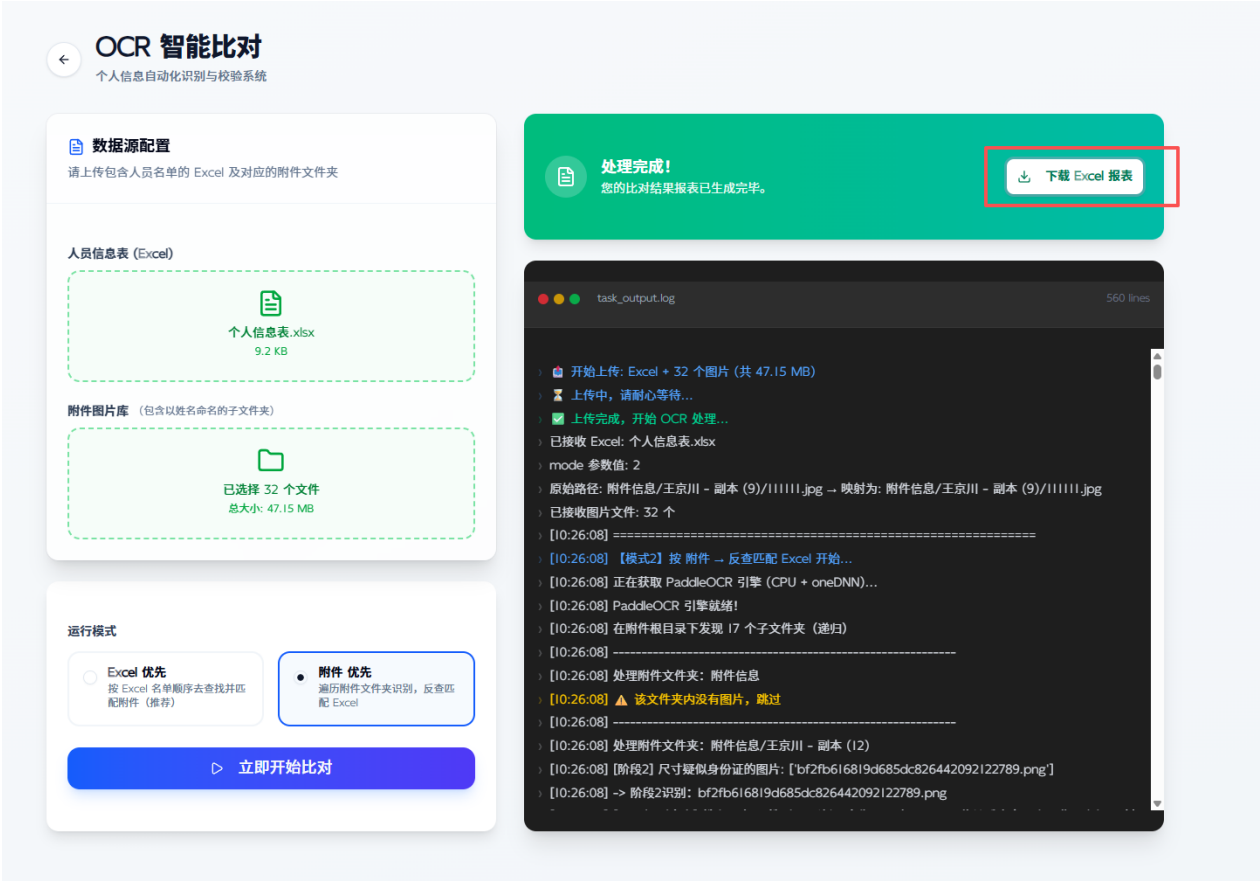 OCR 智能比对
个人信息自动化识别与校验系统
数据源配置
请上传包含人员名单的 Excel 及对应的附件文件夹
人员信息表 (Excel)
个人信息表.xlsx
9.2 KB
附件图片库 （包含以姓名命名的子文件夹）
已选择 32 个文件
总大小: 47.15 MB
运行模式
Excel 优先
按 Excel 名单顺序去查找并匹
配附件（推荐）
附件 优先
遍历附件文件夹识别，反查匹
配 Excel
立即开始比对
处理完成！
您的比对结果报表已生成完毕。
下载 Excel 报表
task_output.log
560 lines
› 📤 开始上传: Excel + 32 个图片 (共 47.15 MB)
› ⏳ 上传中，请耐心等待...
› ✅ 上传完成，开始 OCR 处理...
› 已接收 Excel: 个人信息表.xlsx
› mode 参数值: 2
› 原始路径: 附件信息/王京川 - 副本 (9)/111111.jpg → 映射为: 附件信息/王京川 - 副本 (9)/111111.jpg
› 已接收图片文件: 32 个
› [10:26:08] ============================================================
› [10:26:08] 【模式2】按 附件 → 反查匹配 Excel 开始...
› [10:26:08] 正在获取 PaddleOCR 引擎 (CPU + oneDNN)...
› [10:26:08] PaddleOCR 引擎就绪!
› [10:26:08] 在附件根目录下发现 17 个子文件夹（递归）
› [10:26:08] ------------------------------------------------------------
› [10:26:08] 处理附件文件夹：附件信息
› [10:26:08] ⚠️ 该文件夹内没有图片，跳过
› [10:26:08] ------------------------------------------------------------
› [10:26:08] 处理附件文件夹：附件信息/王京川 - 副本 (12)
› [10:26:08] [阶段2] 尺寸疑似身份证的图片: ['bf2fb616819d685dc826442092122789.png']
› [10:26:08] -> 阶段2识别：bf2fb616819d685dc826442092122789.png